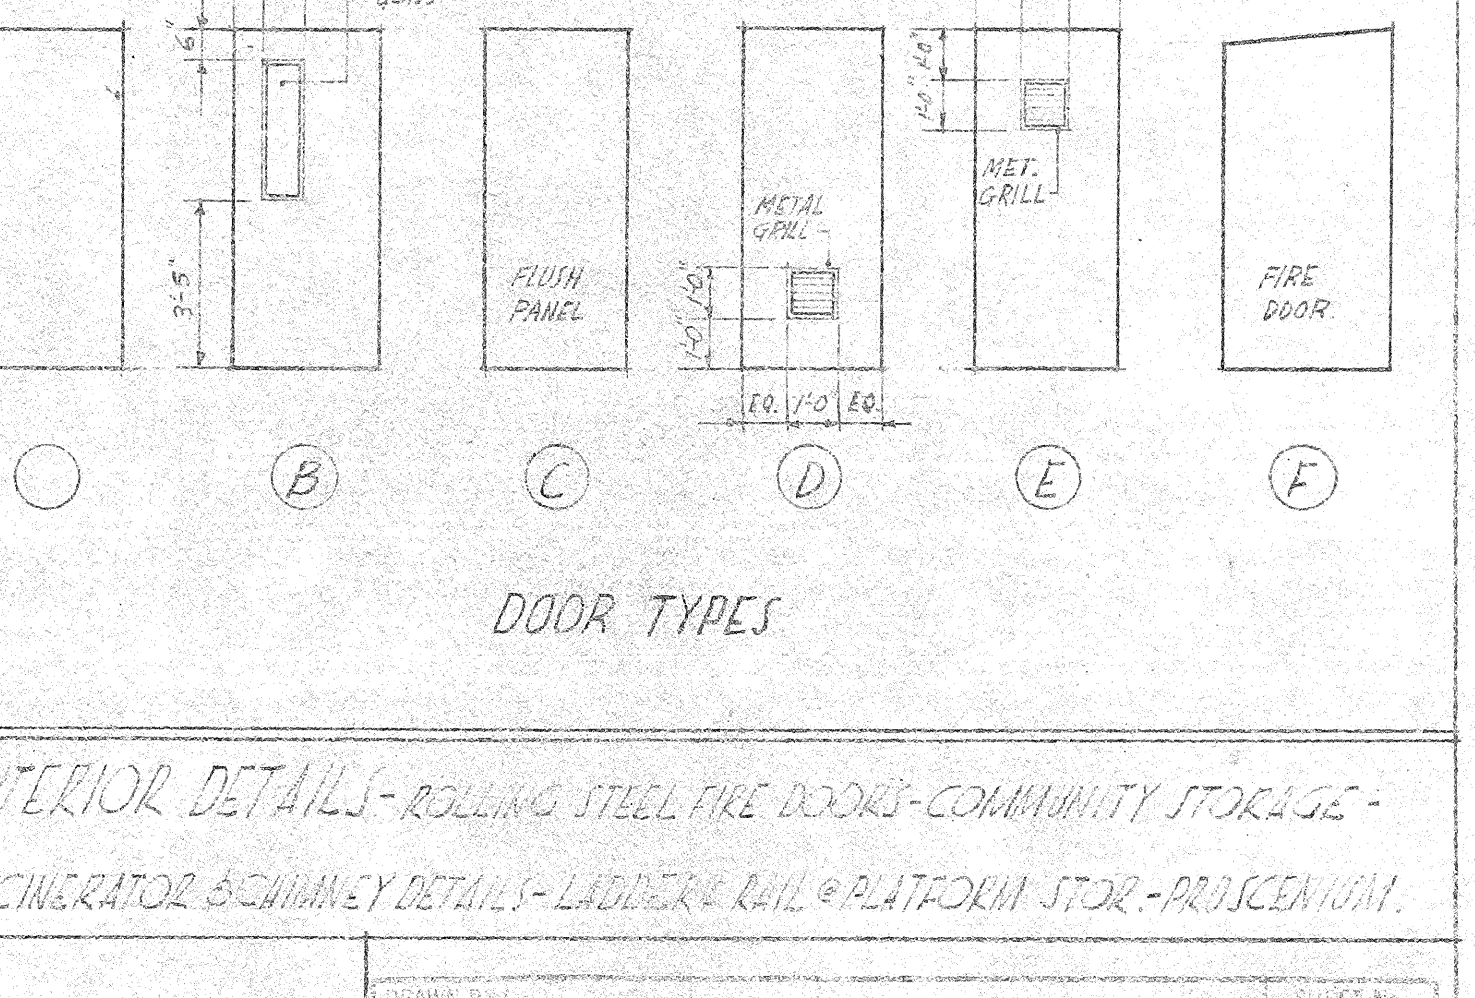 6"
1'-0"
1'-0"
MET.
GRILL
METAL
GRILL
3'-5"
FLUSH
PANEL
1'-0"
1'-0"
FIRE
DOOR
EQ. 1'-0" EQ.
B C D E F
DOOR TYPES
TERIOR DETAILS - ROLLING STEEL FIRE DOORS - COMMUNITY STORAGE -
CINERATOR & CHIMNEY DETAILS - LADDER & RAIL @ PLATFORM STOR. - PROSCENIUM.